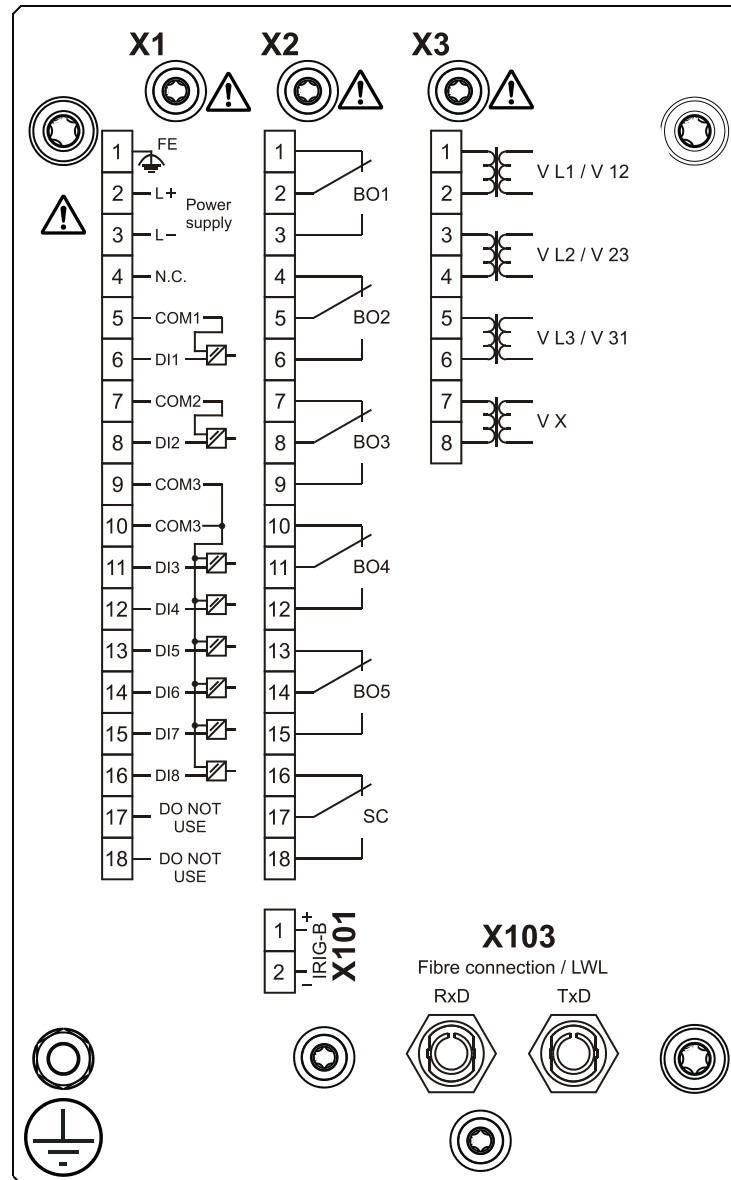 X1 X2 X3
1 FE
2 L+
Power
supply
3 L–
4 N.C.
5 COM1
6 DI1
7 COM2
8 DI2
9 COM3
10 COM3
11 DI3
12 DI4
13 DI5
14 DI6
15 DI7
16 DI8
17 DO NOT
USE
18 DO NOT
USE
1
2 BO1
3
4
5 BO2
6
7
8 BO3
9
10
11 BO4
12
13
14 BO5
15
16
17 SC
18
1 V L1 / V 12
2
3 V L2 / V 23
4
5 V L3 / V 31
6
7 V X
8
1 +
2 –
IRIG-B
X101
X103
Fibre connection / LWL
RxD TxD